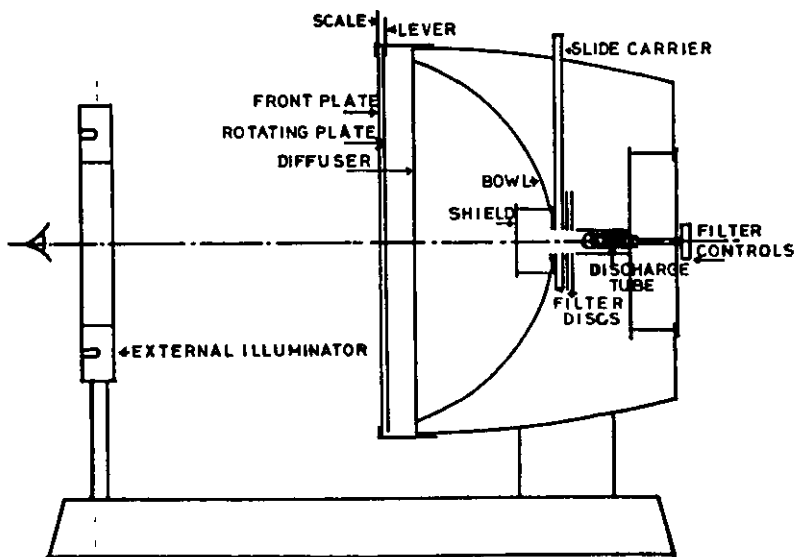 SCALE
LEVER
SLIDE CARRIER
FRONT PLATE
ROTATING PLATE
DIFFUSER
BOWL
SHIELD
FILTER
CONTROLS
DISCHARGE
TUBE
FILTER
DISCS
EXTERNAL ILLUMINATOR